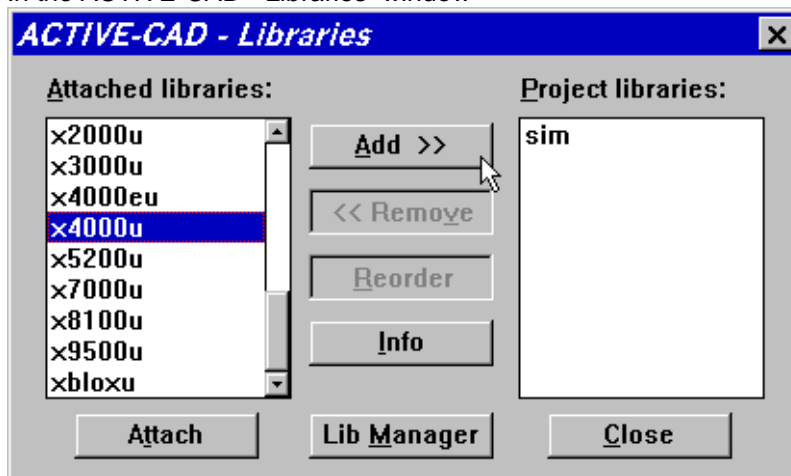 in the ACTIVE-CAD - Libraries window
ACTIVE-CAD - Libraries
Attached libraries:
x2000u
x3000u
x4000eu
x4000u
x5200u
x7000u
x8100u
x9500u
xbloxu
Add >>
<< Remove
Reorder
Info
Project libraries:
sim
Attach
Lib Manager
Close